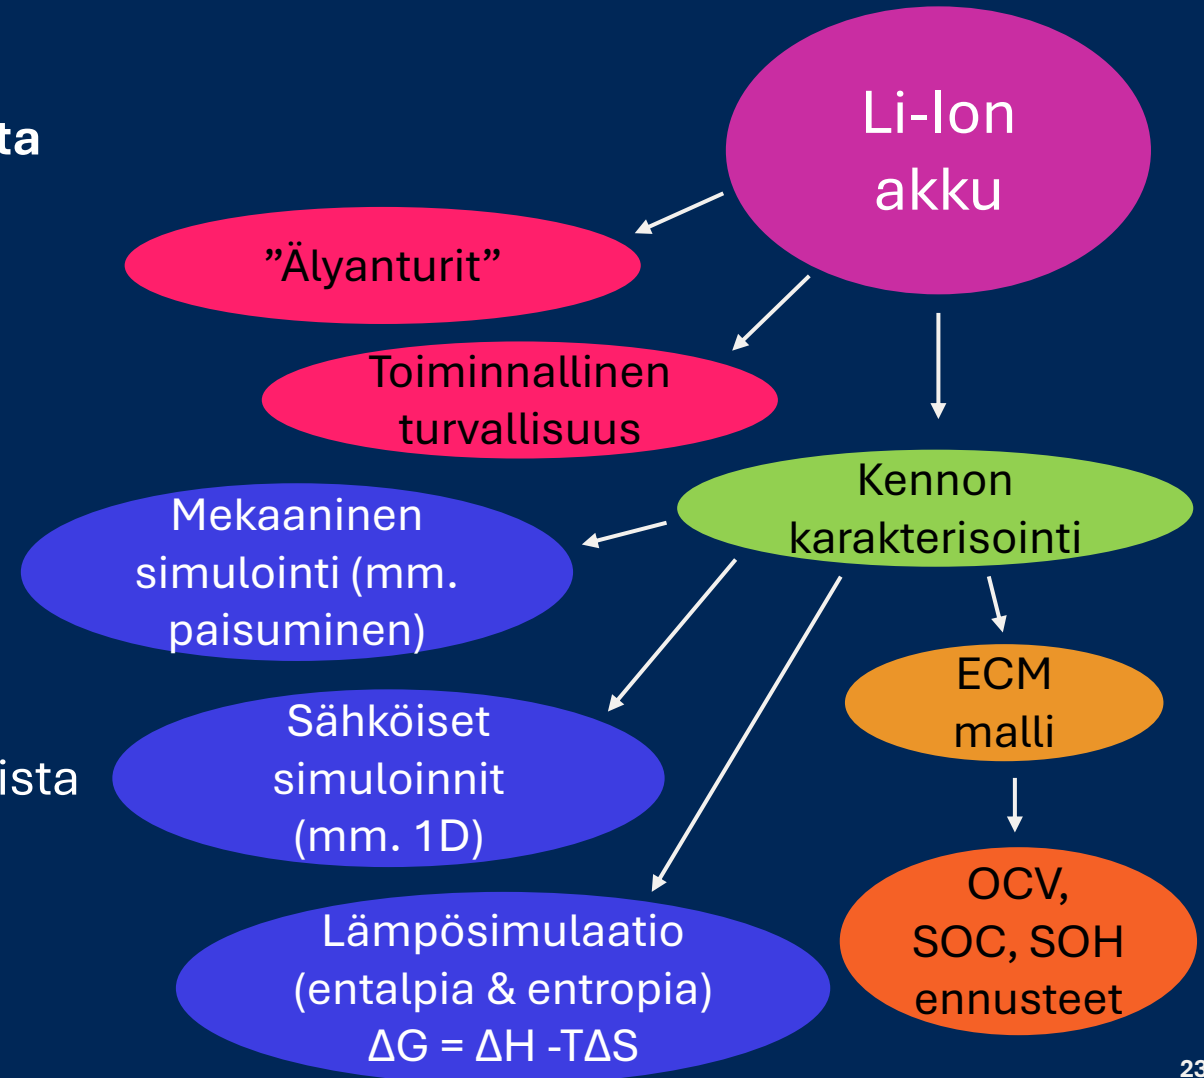 ta
Li-Ion
akku
”Älyanturit”
Toiminnallinen
turvallisuus
Kennon
karakterisointi
Mekaaninen
simulointi (mm.
paisuminen)
ECM
malli
Sähköiset
simuloinnit
(mm. 1D)
ista
OCV,
SOC, SOH
ennusteet
Lämpösimulaatio
(entalpia & entropia)
ΔG = ΔH -TΔS
23